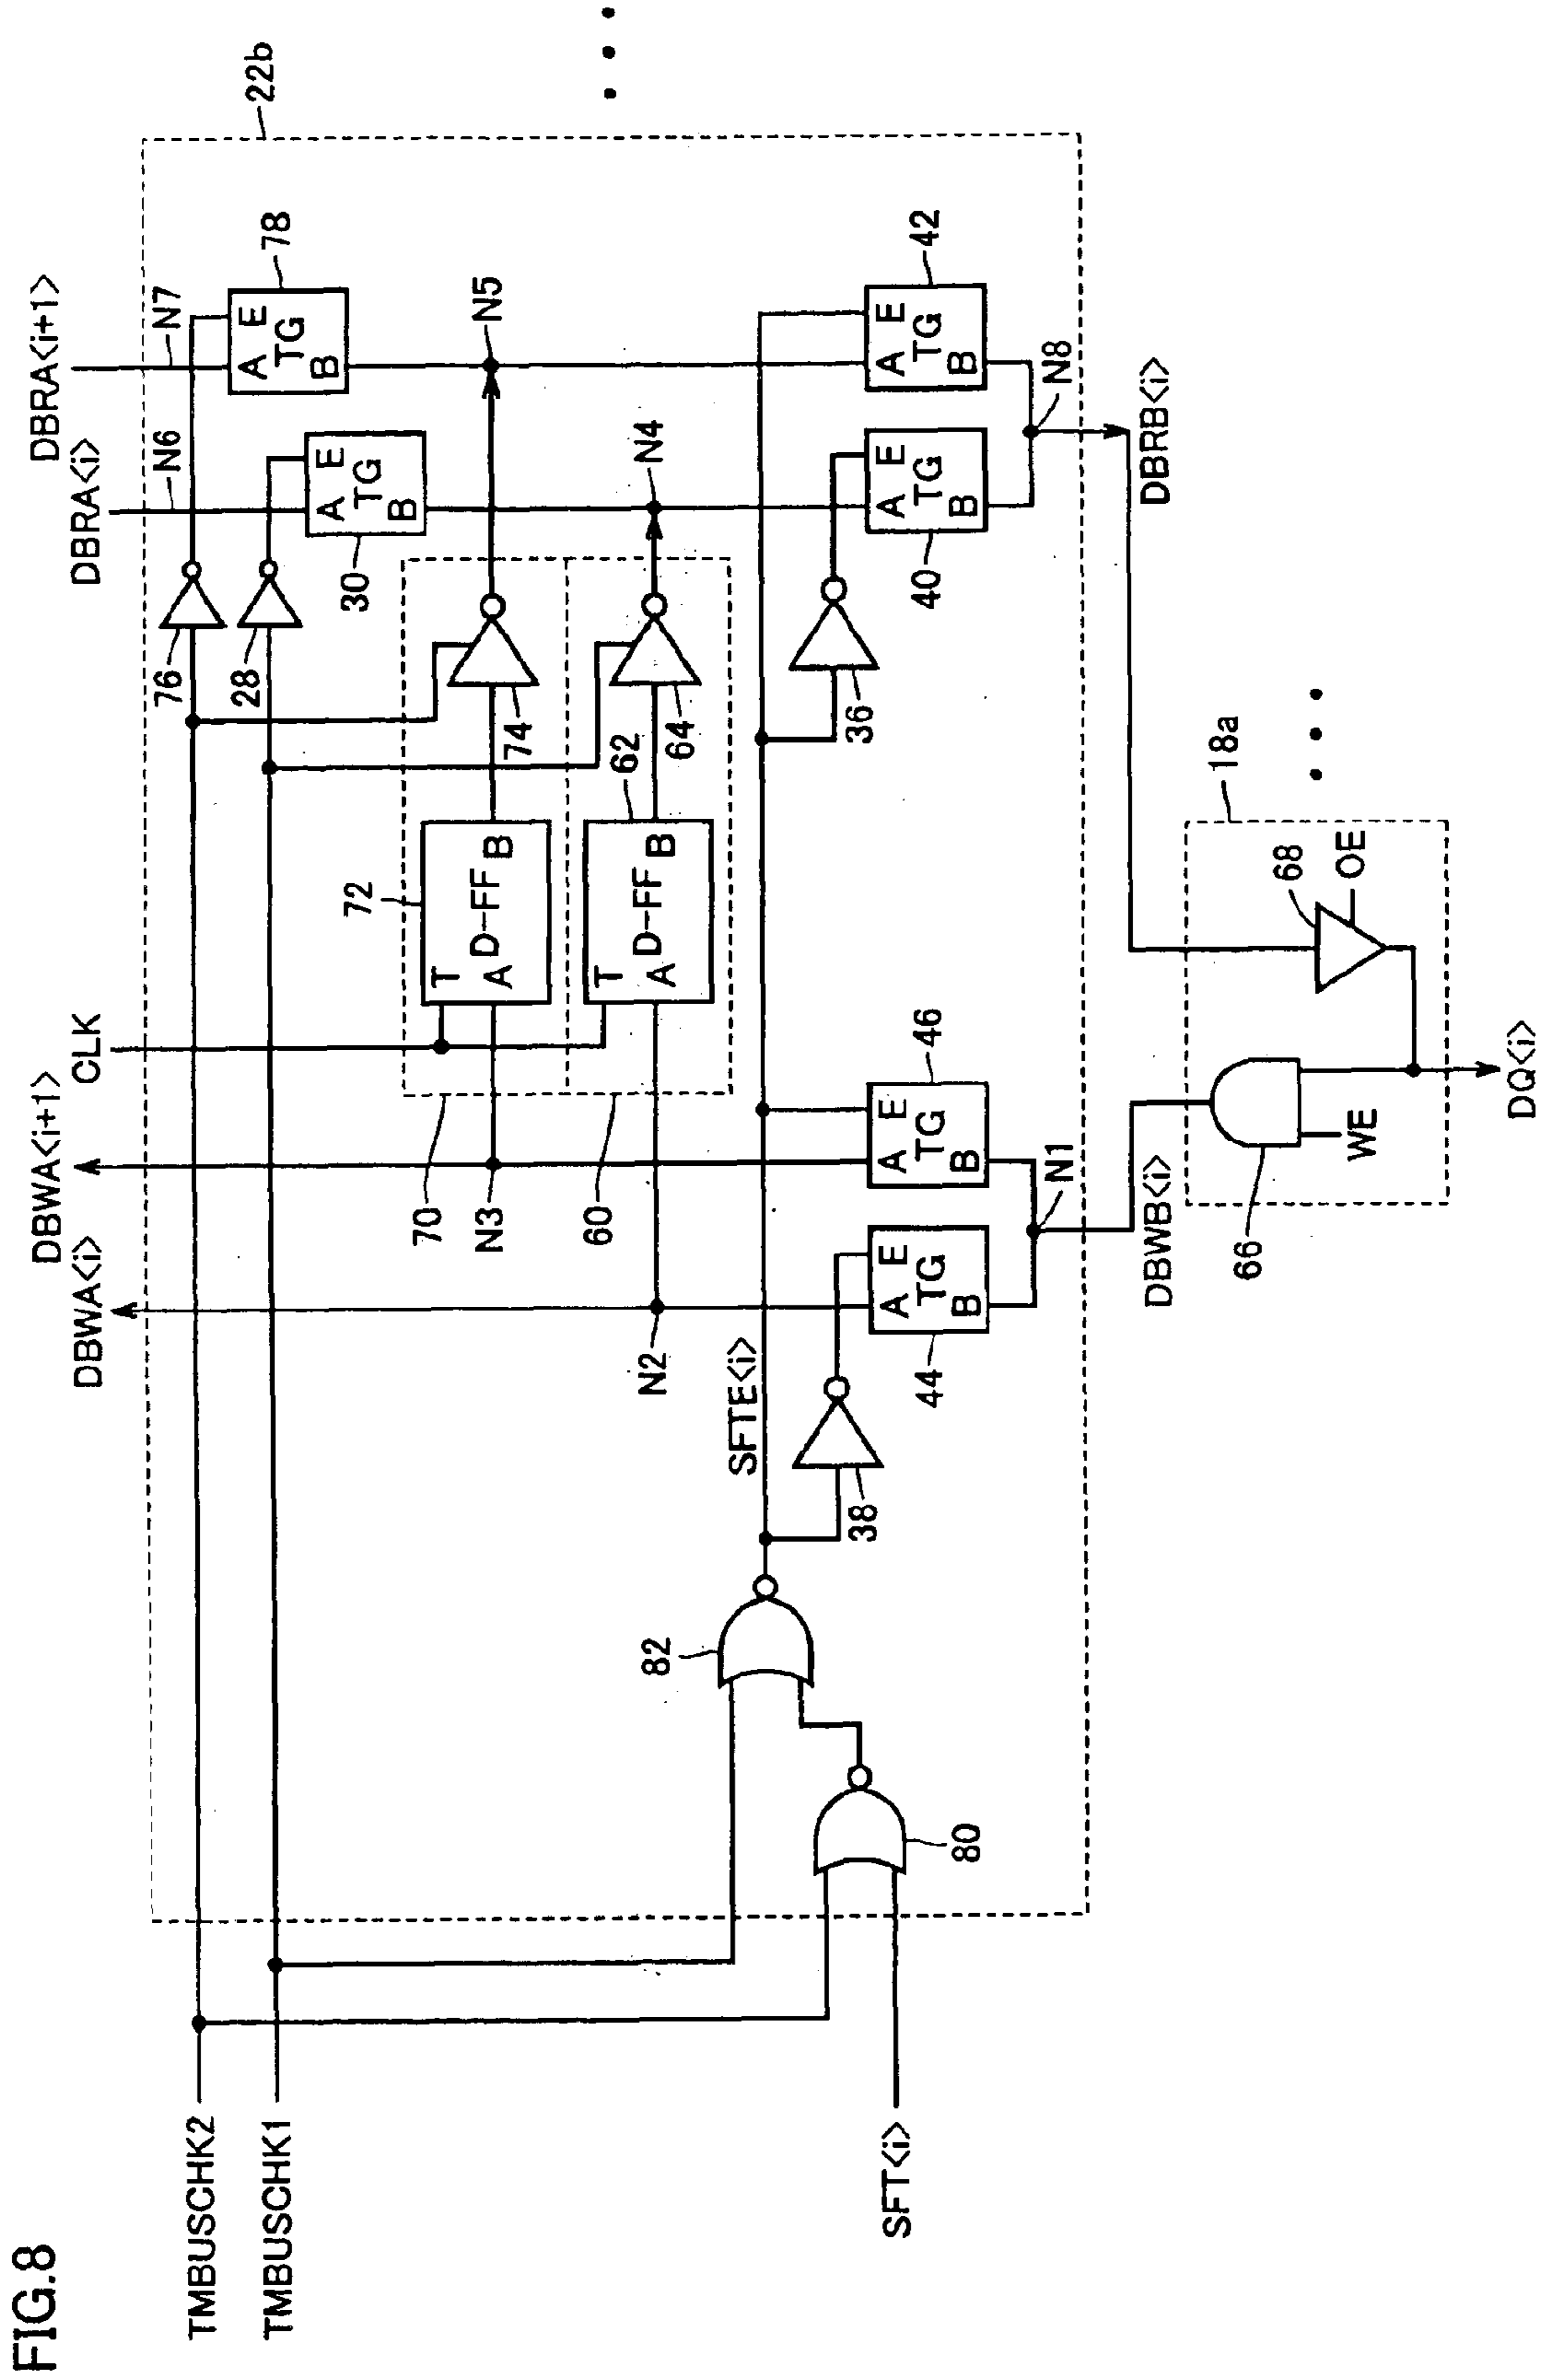 FIG.8
TMBUSCHK2
TMBUSCHK1
SFT<i>
DBWA<i>
DBWA<i+1>
CLK
DBRA<i>
DBRA<i+1>
N6
N7
22b
76
28
30
A E
TG
B
78
A E
TG
B
72
T
A D-FF B
74
N5
70
N3
62
T
A D-FF B
64
N4
60
N2
82
80
SFTE<i>
38
36
44
A E
TG
B
46
A E
TG
B
40
A E
TG
B
42
A E
TG
B
N1
N8
DBWB<i>
DBRB<i>
18a
66
WE
68
OE
DQ<i>